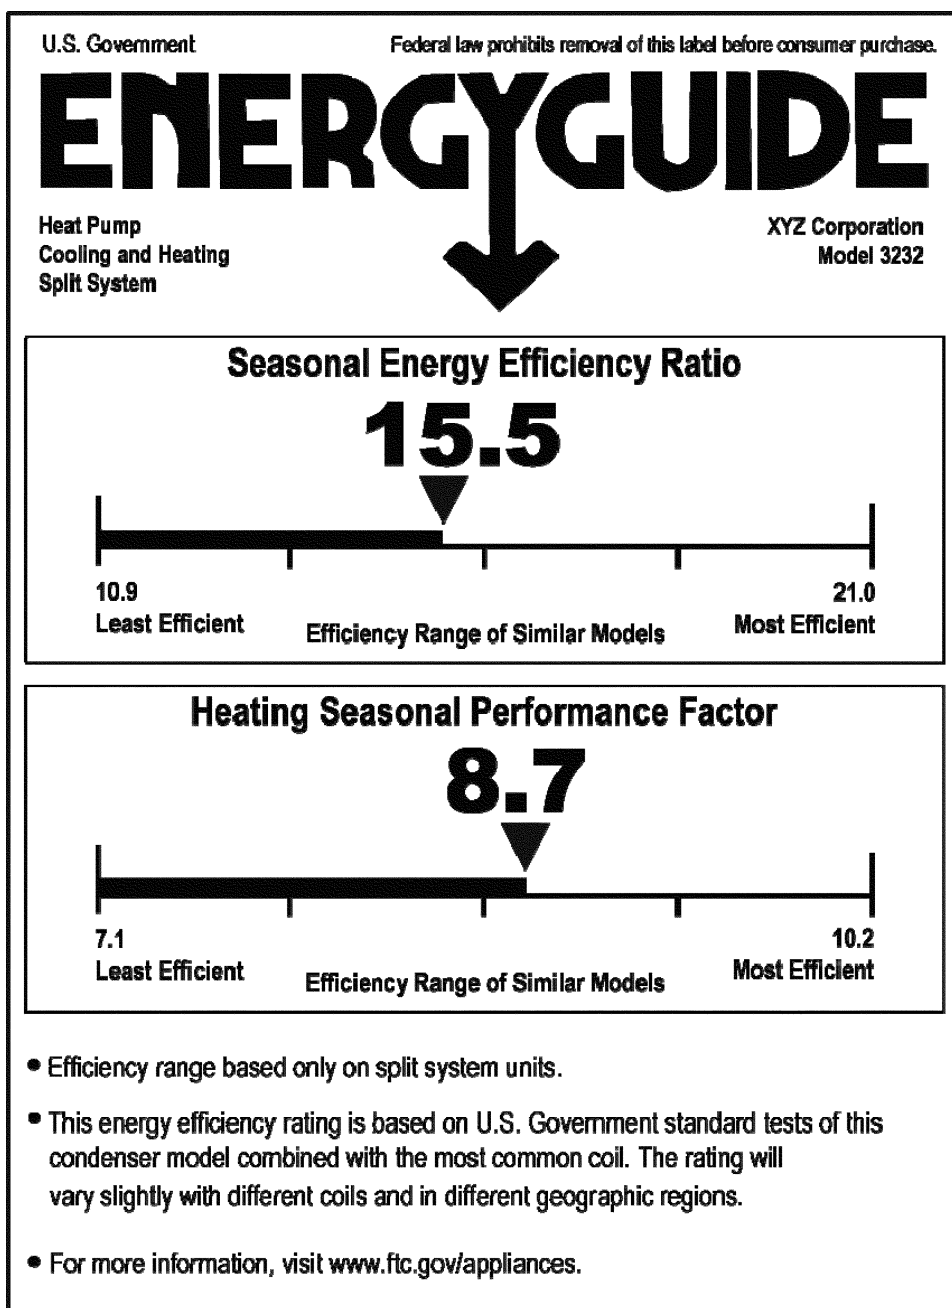 U.S. Government
Federal law prohibits removal of this label before consumer purchase.
ENERGYGUIDE
Heat Pump
Cooling and Heating
Split System
XYZ Corporation
Model 3232
Seasonal Energy Efficiency Ratio
15.5
10.9
Least Efficient
Efficiency Range of Similar Models
21.0
Most Efficient
Heating Seasonal Performance Factor
8.7
7.1
Least Efficient
Efficiency Range of Similar Models
10.2
Most Efficient
• Efficiency range based only on split system units.
• This energy efficiency rating is based on U.S. Government standard tests of this
condenser model combined with the most common coil. The rating will
vary slightly with different coils and in different geographic regions.
• For more information, visit www.ftc.gov/appliances.